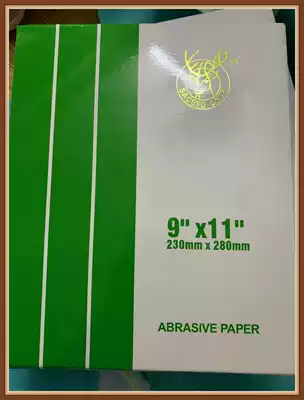 9" x11"
230mm x 280mm
ABRASIVE PAPER